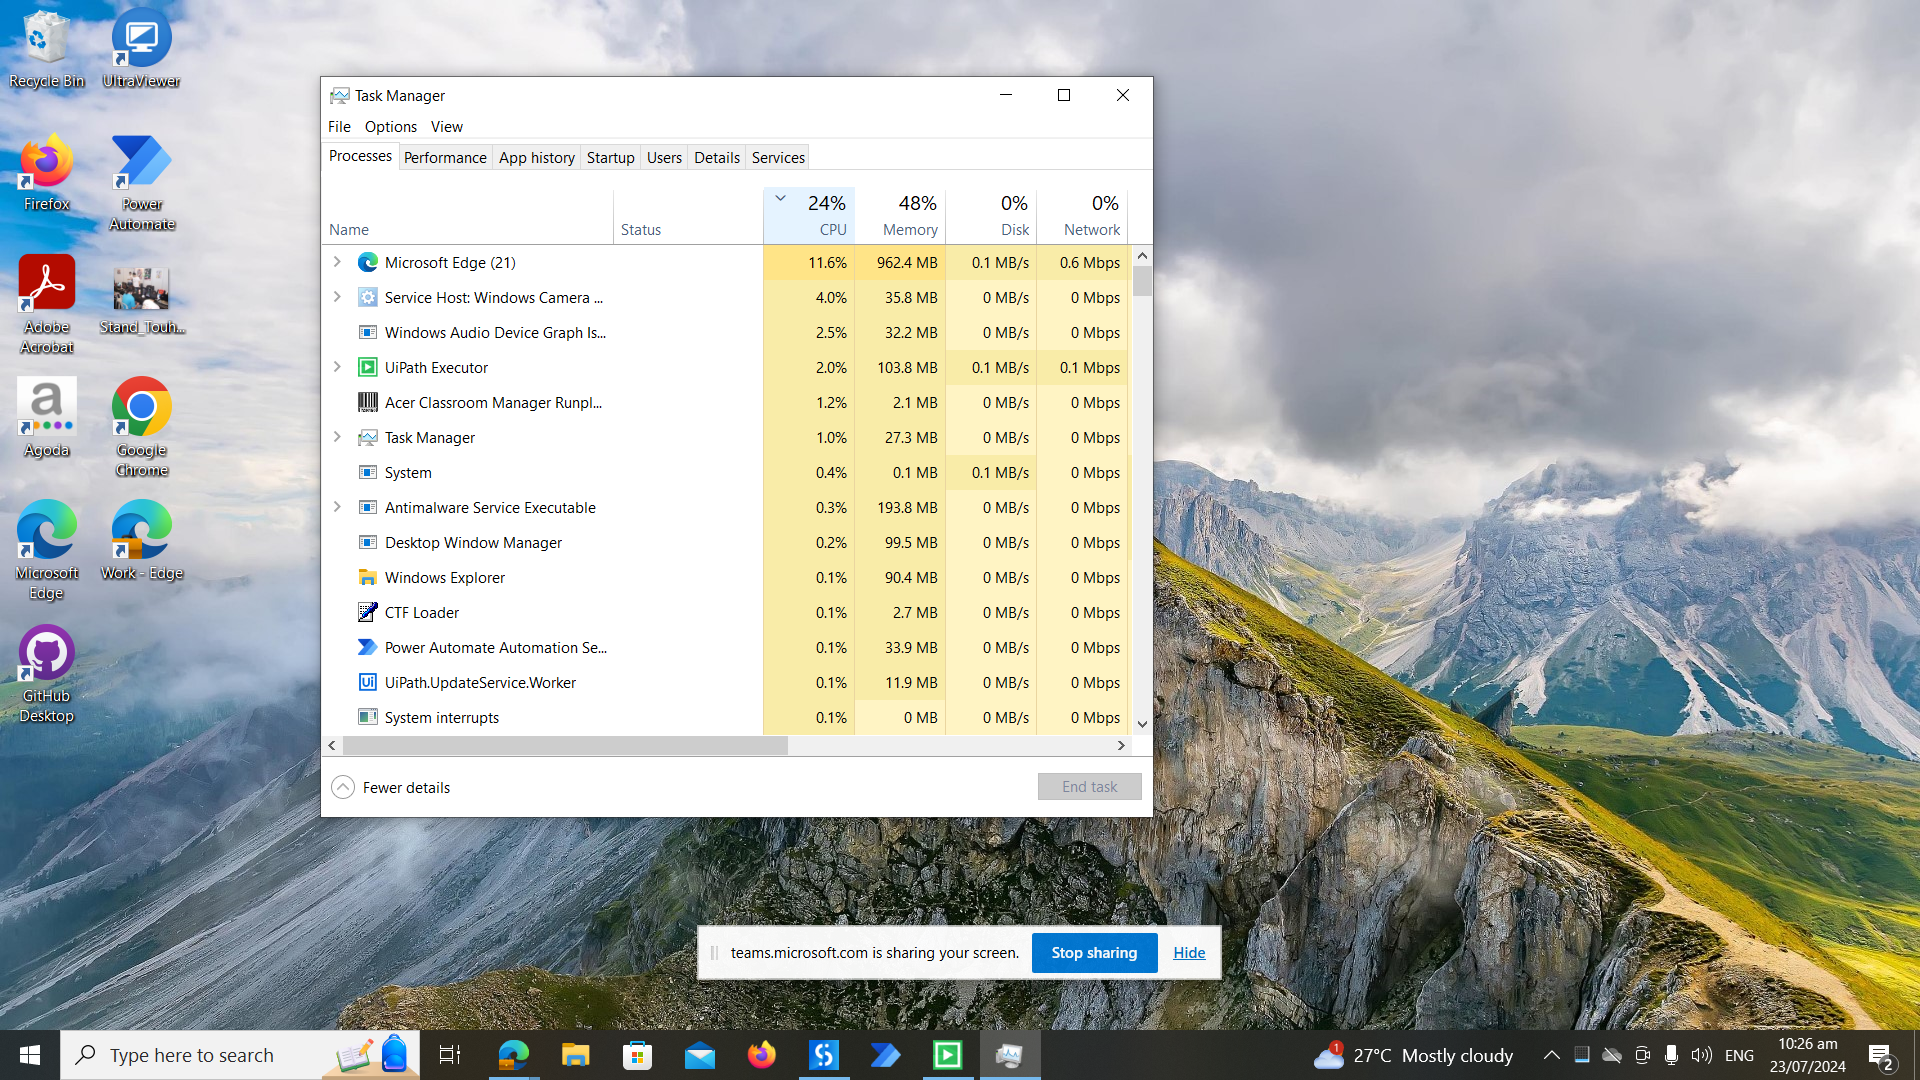 Recycle Bin
UltraViewer
Firefox
Power
Automate
Adobe
Acrobat
Stand_Touh...
Agoda
Google
Chrome
Microsoft
Edge
Work - Edge
GitHub
Desktop
Task Manager
File Options View
Processes Performance App history Startup Users Details Services
24% 48% 0% 0%
Name Status CPU Memory Disk Network
Microsoft Edge (21) 11.6% 962.4 MB 0.1 MB/s 0.6 Mbps
Service Host: Windows Camera ... 4.0% 35.8 MB 0 MB/s 0 Mbps
Windows Audio Device Graph Is... 2.5% 32.2 MB 0 MB/s 0 Mbps
UiPath Executor 2.0% 103.8 MB 0.1 MB/s 0.1 Mbps
Acer Classroom Manager Runpl... 1.2% 2.1 MB 0 MB/s 0 Mbps
Task Manager 1.0% 27.3 MB 0 MB/s 0 Mbps
System 0.4% 0.1 MB 0.1 MB/s 0 Mbps
Antimalware Service Executable 0.3% 193.8 MB 0 MB/s 0 Mbps
Desktop Window Manager 0.2% 99.5 MB 0 MB/s 0 Mbps
Windows Explorer 0.1% 90.4 MB 0 MB/s 0 Mbps
CTF Loader 0.1% 2.7 MB 0 MB/s 0 Mbps
Power Automate Automation Se... 0.1% 33.9 MB 0 MB/s 0 Mbps
UiPath.UpdateService.Worker 0.1% 11.9 MB 0 MB/s 0 Mbps
System interrupts 0.1% 0 MB 0 MB/s 0 Mbps
Fewer details End task
teams.microsoft.com is sharing your screen. Stop sharing Hide
Type here to search
1
27°C Mostly cloudy
ENG
10:26 am
23/07/2024
2